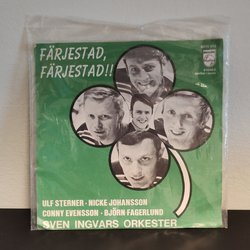 FÄRJESTAD,
FÄRJESTAD!!
ULF STERNER · NICKE JOHANSSON
CONNY EVENSSON · BJÖRN FAGERLUND
SVEN INGVARS ORKESTER